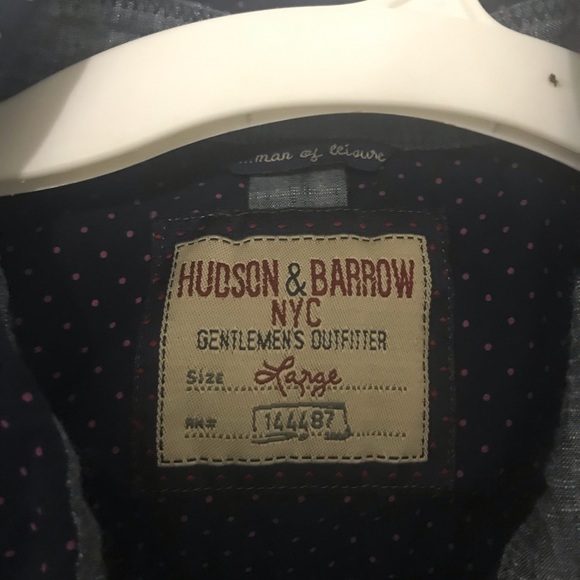 ...man of leisure
HUDSON & BARROW
NYC
GENTLEMEN'S OUTFITTER
SIZE Large
RN# 144487